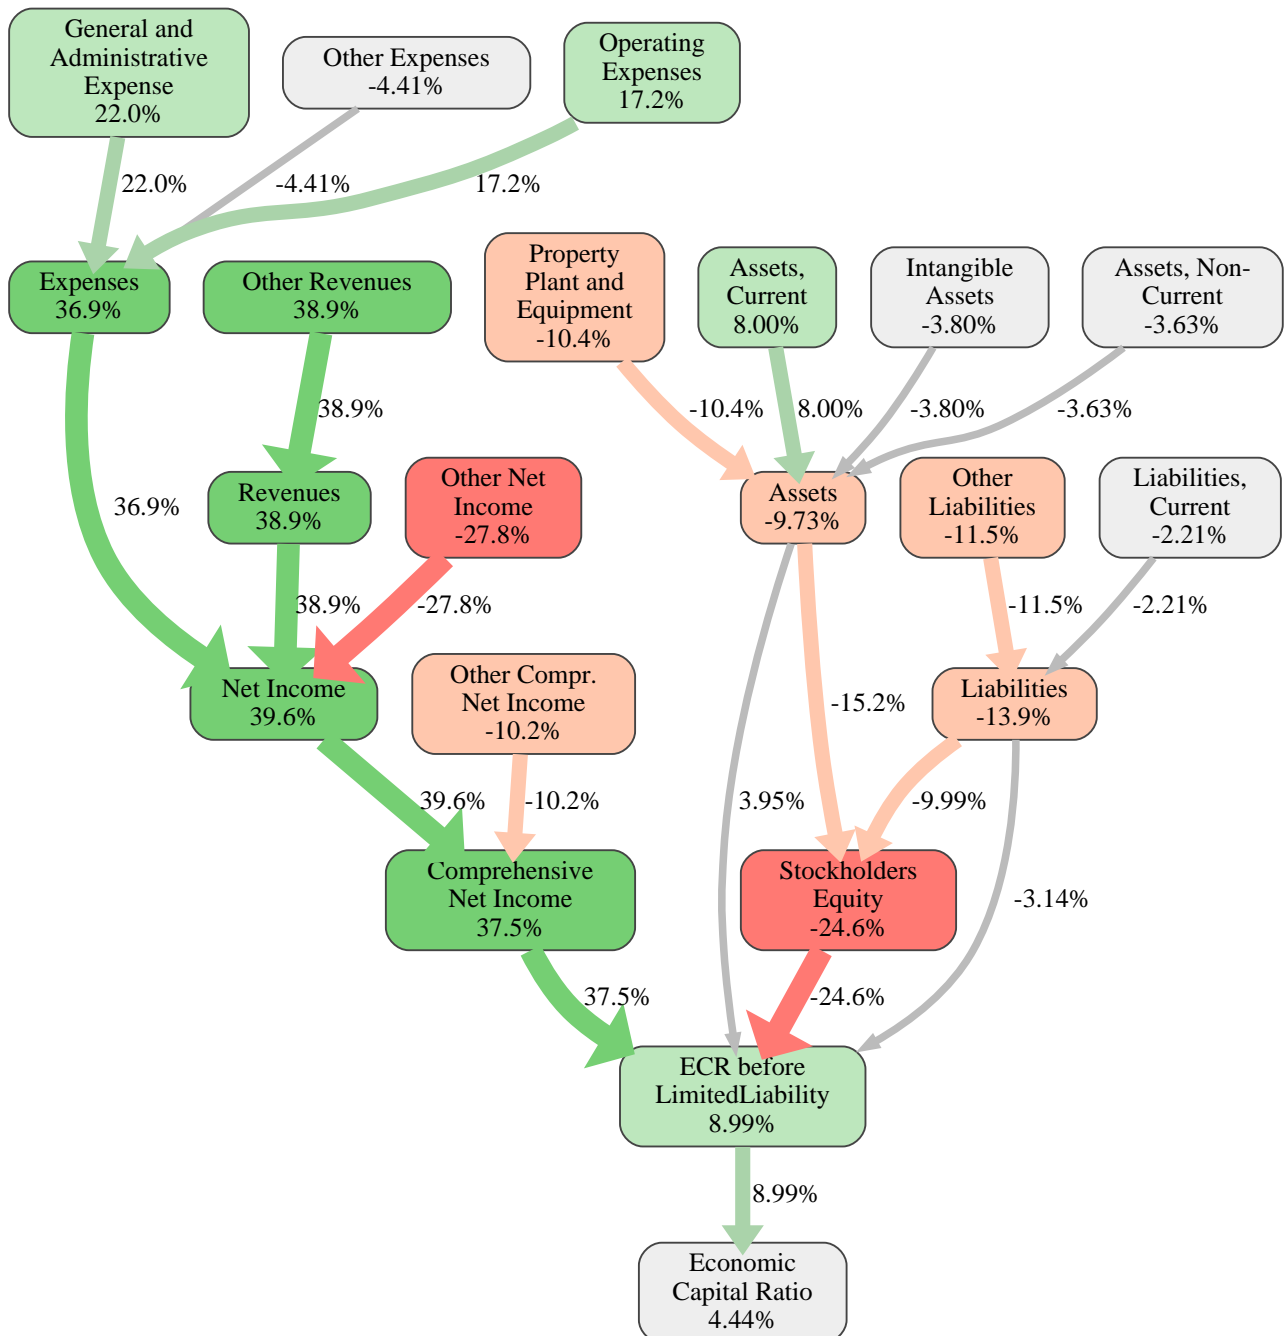 General and
Administrative
Expense
22.0%
Other Expenses
-4.41%
Operating
Expenses
17.2%
22.0%
-4.41%
17.2%
Expenses
36.9%
Other Revenues
38.9%
Property
Plant and
Equipment
-10.4%
Assets,
Current
8.00%
Intangible
Assets
-3.80%
Assets, Non-
Current
-3.63%
38.9%
-10.4%
8.00%
-3.80%
-3.63%
36.9%
Revenues
38.9%
Other Net
Income
-27.8%
Assets
-9.73%
Other
Liabilities
-11.5%
Liabilities,
Current
-2.21%
38.9%
-27.8%
-11.5%
-2.21%
Net Income
39.6%
Other Compr.
Net Income
-10.2%
-15.2%
Liabilities
-13.9%
39.6%
-10.2%
3.95%
-9.99%
Comprehensive
Net Income
37.5%
Stockholders
Equity
-24.6%
-3.14%
37.5%
-24.6%
ECR before
LimitedLiability
8.99%
8.99%
Economic
Capital Ratio
4.44%